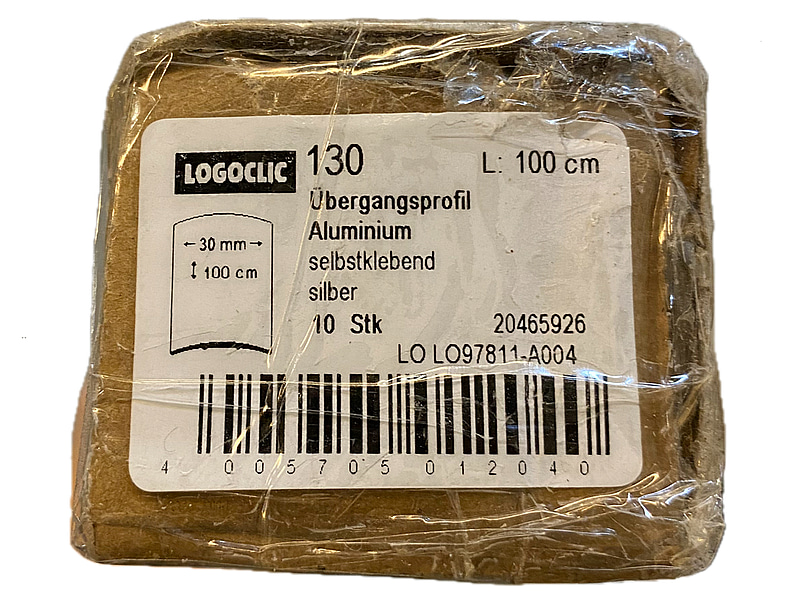 LOGOCLIC 130 L: 100 cm
Übergangsprofil
Aluminium
selbstklebend
silber
30 mm
100 cm
10 Stk 20465926
LO LO97811-A004
4 005705 012040